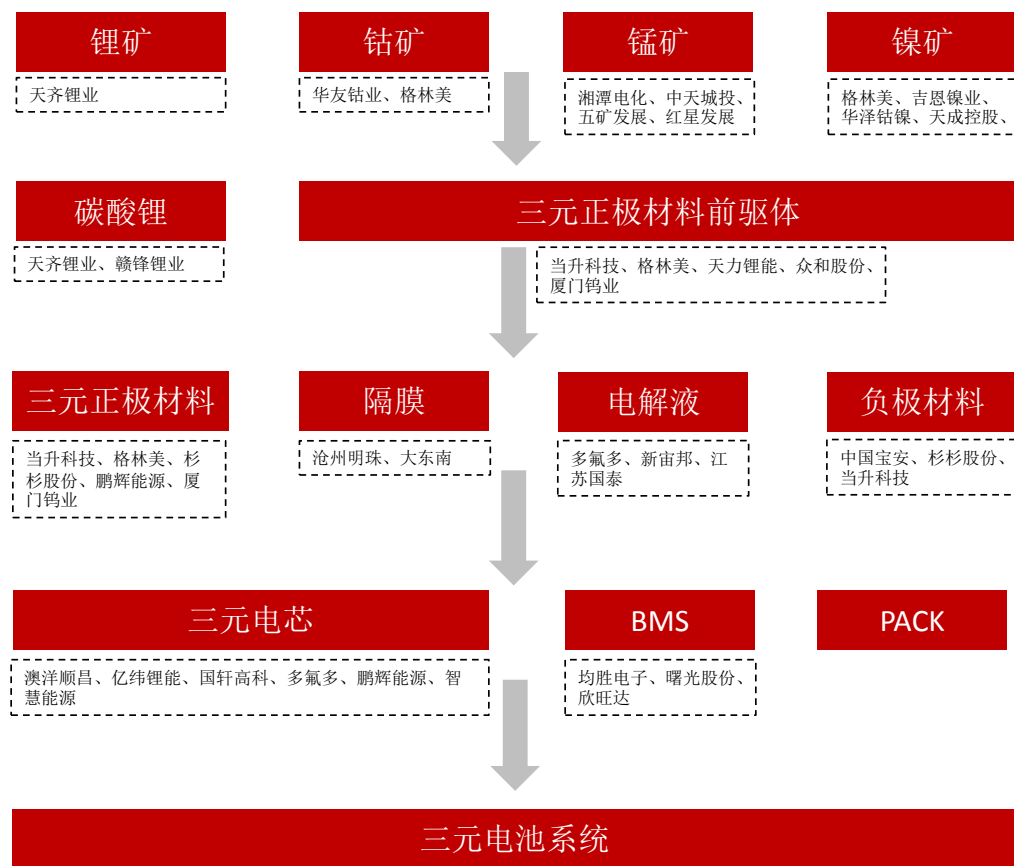 锂矿
钴矿
锰矿
镍矿
天齐锂业
华友钴业、格林美
湘潭电化、中天城投、
五矿发展、红星发展
格林美、吉恩镍业、
华泽钴镍、天成控股、
碳酸锂
三元正极材料前驱体
天齐锂业、赣锋锂业
当升科技、格林美、天力锂能、众和股份、
厦门钨业
三元正极材料
隔膜
电解液
负极材料
当升科技、格林美、杉
杉股份、鹏辉能源、厦
门钨业
沧州明珠、大东南
多氟多、新宙邦、江
苏国泰
中国宝安、杉杉股份、
当升科技
三元电芯
BMS
PACK
澳洋顺昌、亿纬锂能、国轩高科、多氟多、鹏辉能源、智
慧能源
均胜电子、曙光股份、
欣旺达
三元电池系统